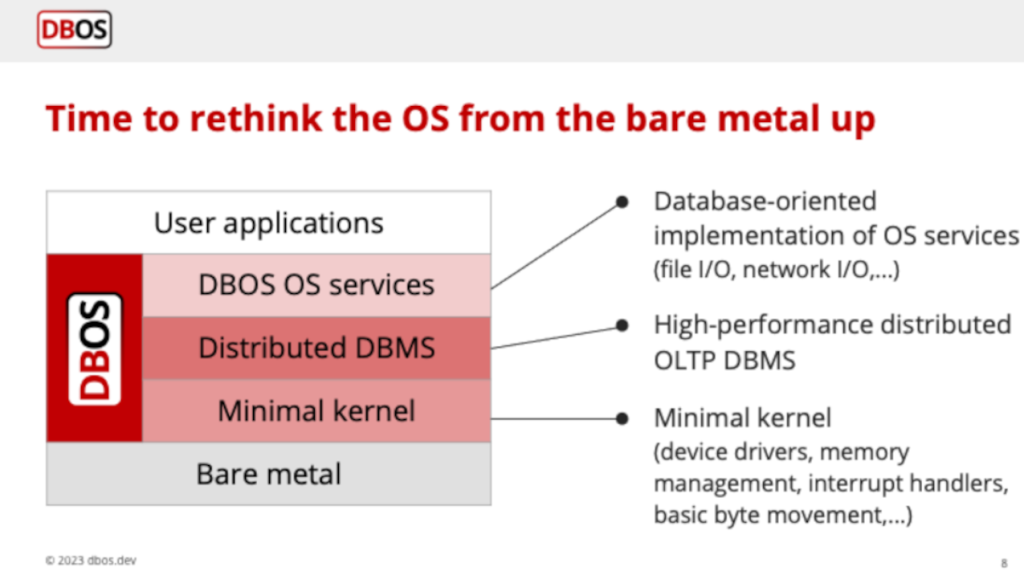 DBOS
Time to rethink the OS from the bare metal up
User applications
DBOS
DBOS OS services
Distributed DBMS
Minimal kernel
Bare metal
Database-oriented
implementation of OS services
(file I/O, network I/O,...)
High-performance distributed
OLTP DBMS
Minimal kernel
(device drivers, memory
management, interrupt handlers,
basic byte movement,...)
© 2023 dbos.dev
8